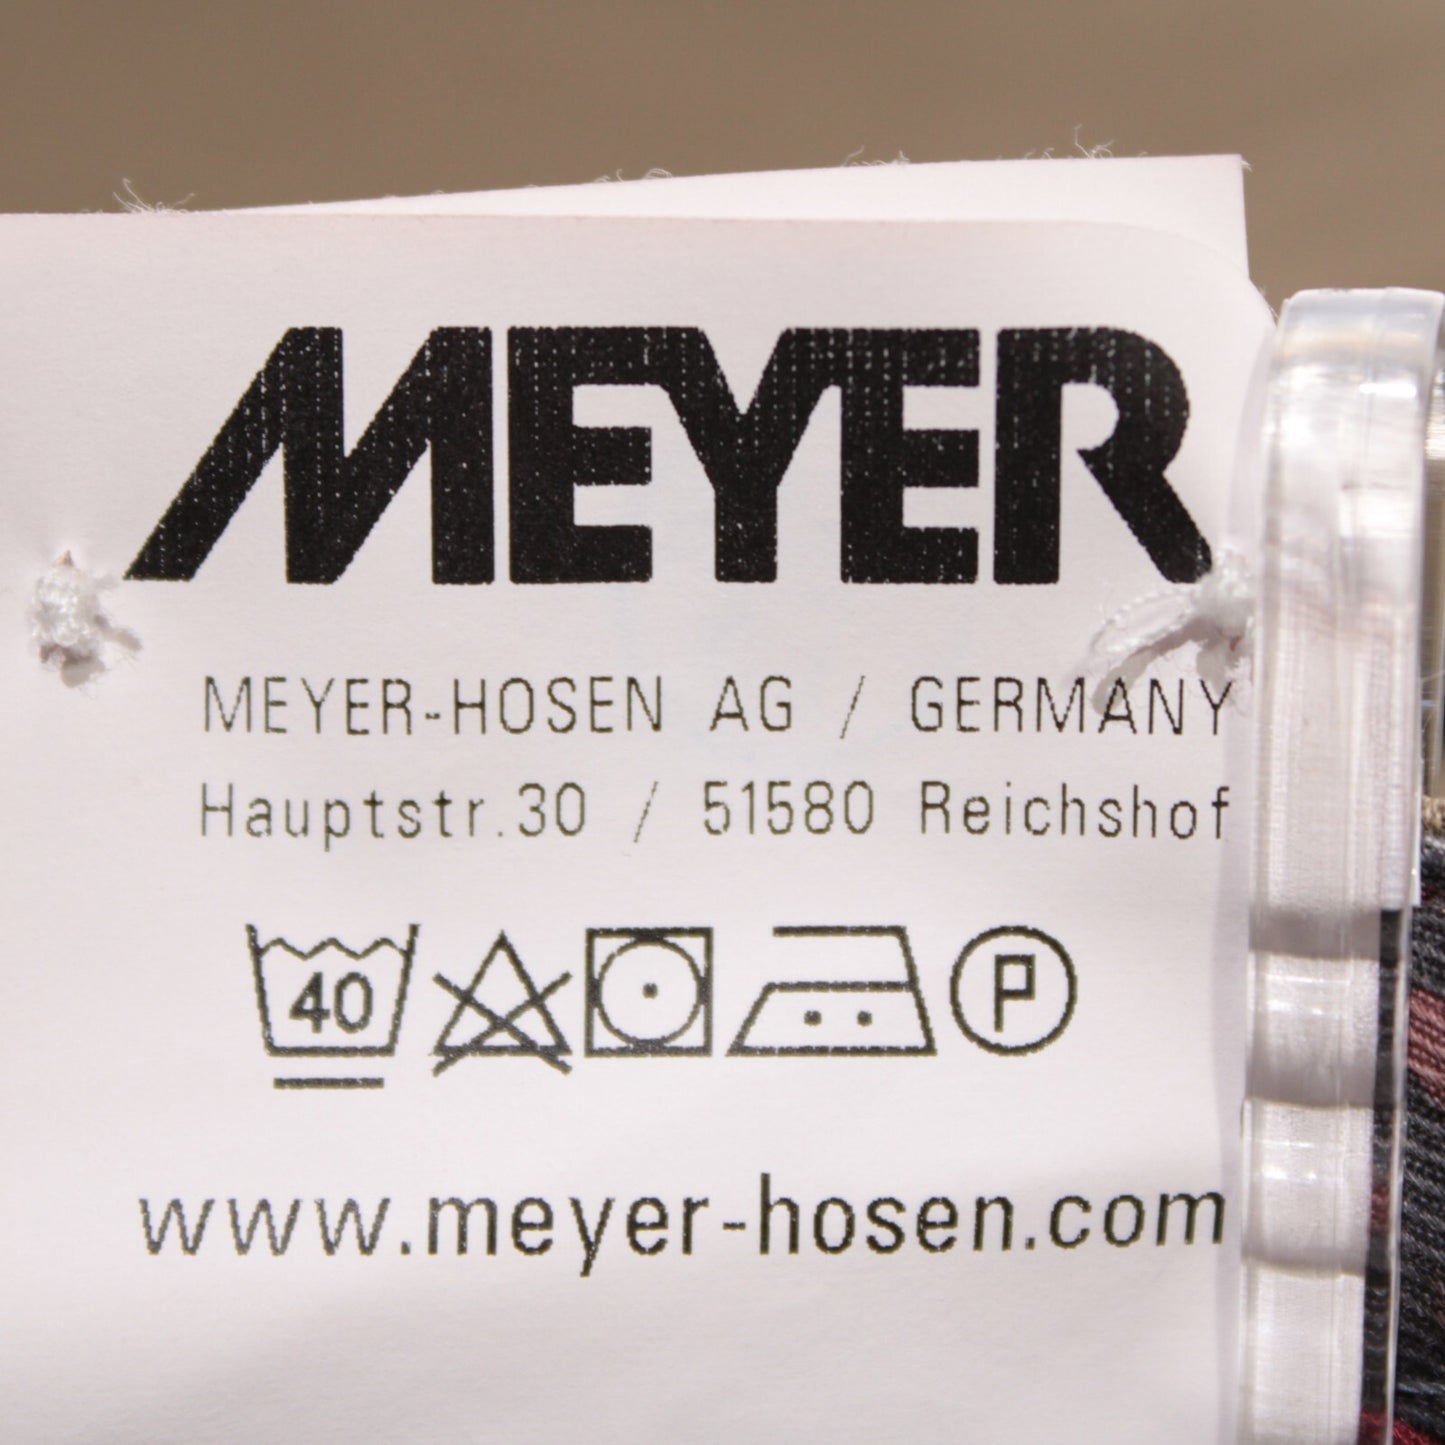 MEYER
MEYER-HOSEN AG / GERMANY
Hauptstr.30 / 51580 Reichshof
40 P
www.meyer-hosen.com